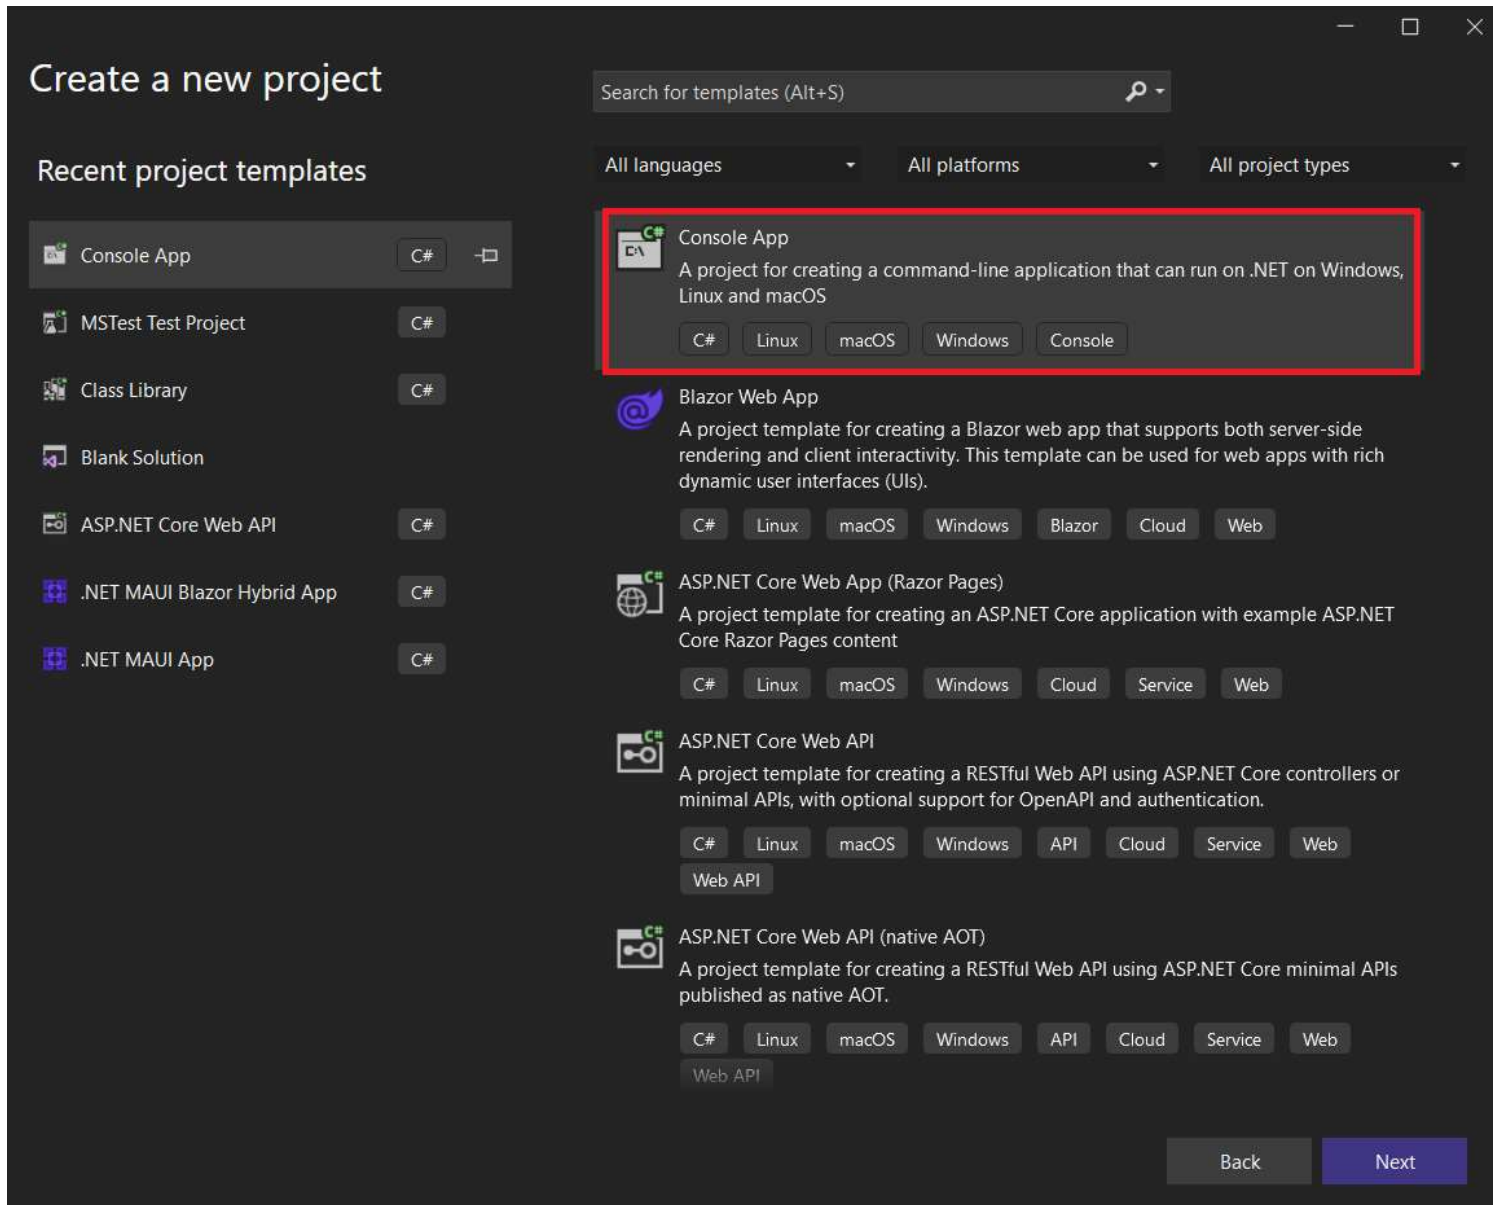 Create a new project
Search for templates (Alt+S)
Recent project templates
All languages
All platforms
All project types
Console App
C#
MSTest Test Project
C#
Class Library
C#
Blank Solution
ASP.NET Core Web API
C#
.NET MAUI Blazor Hybrid App
C#
.NET MAUI App
C#
C#
C:\
Console App
A project for creating a command-line application that can run on .NET on Windows,
Linux and macOS
C# Linux macOS Windows Console
@
Blazor Web App
A project template for creating a Blazor web app that supports both server-side
rendering and client interactivity. This template can be used for web apps with rich
dynamic user interfaces (UIs).
C# Linux macOS Windows Blazor Cloud Web
C#
ASP.NET Core Web App (Razor Pages)
A project template for creating an ASP.NET Core application with example ASP.NET
Core Razor Pages content
C# Linux macOS Windows Cloud Service Web
C#
ASP.NET Core Web API
A project template for creating a RESTful Web API using ASP.NET Core controllers or
minimal APIs, with optional support for OpenAPI and authentication.
C# Linux macOS Windows API Cloud Service Web
Web API
C#
ASP.NET Core Web API (native AOT)
A project template for creating a RESTful Web API using ASP.NET Core minimal APIs
published as native AOT.
C# Linux macOS Windows API Cloud Service Web
Web API
Back
Next